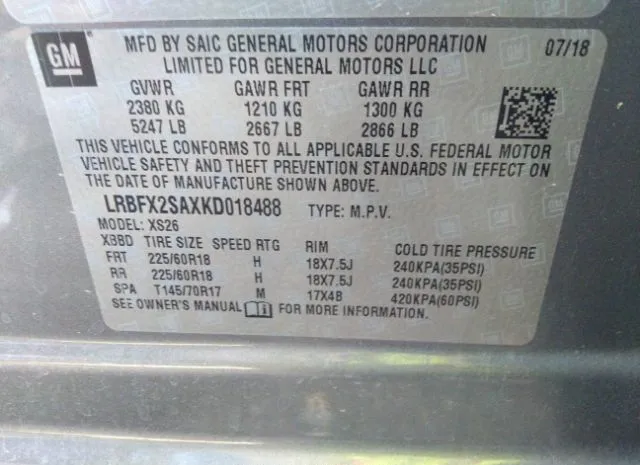 GM
MFD BY SAIC GENERAL MOTORS CORPORATION 07/18
LIMITED FOR GENERAL MOTORS LLC
GVWR GAWR FRT GAWR RR
2380 KG 1210 KG 1300 KG
5247 LB 2667 LB 2866 LB
THIS VEHICLE CONFORMS TO ALL APPLICABLE U.S. FEDERAL MOTOR
VEHICLE SAFETY AND THEFT PREVENTION STANDARDS IN EFFECT ON
THE DATE OF MANUFACTURE SHOWN ABOVE.
LRBFX2SAXKD018488 TYPE: M.P.V.
MODEL: XS26
XBBD TIRE SIZE SPEED RTG RIM COLD TIRE PRESSURE
FRT 225/60R18 H 18X7.5J 240KPA(35PSI)
RR 225/60R18 H 18X7.5J 240KPA(35PSI)
SPA T145/70R17 M 17X4B 420KPA(60PSI)
SEE OWNER'S MANUAL FOR MORE INFORMATION.